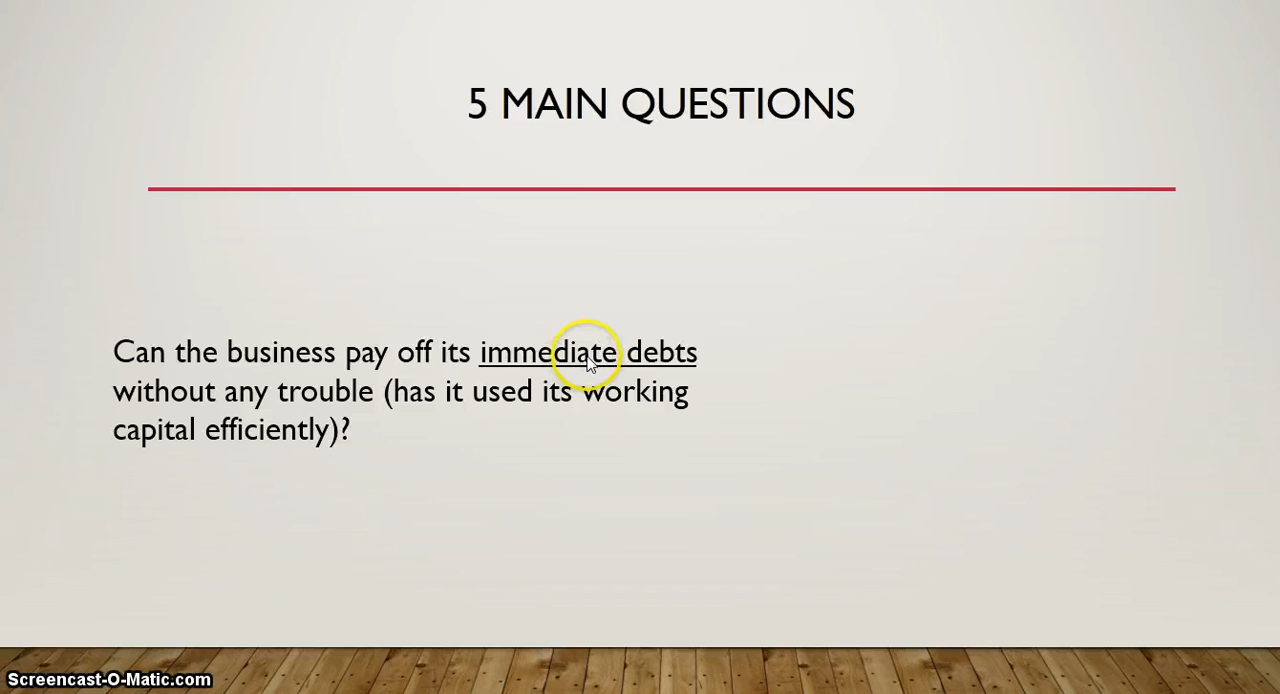 5 MAIN QUESTIONS
Can the business pay off its immediate debts
without any trouble (has it used its working
capital efficiently)?
Screencast-O-Matic.com